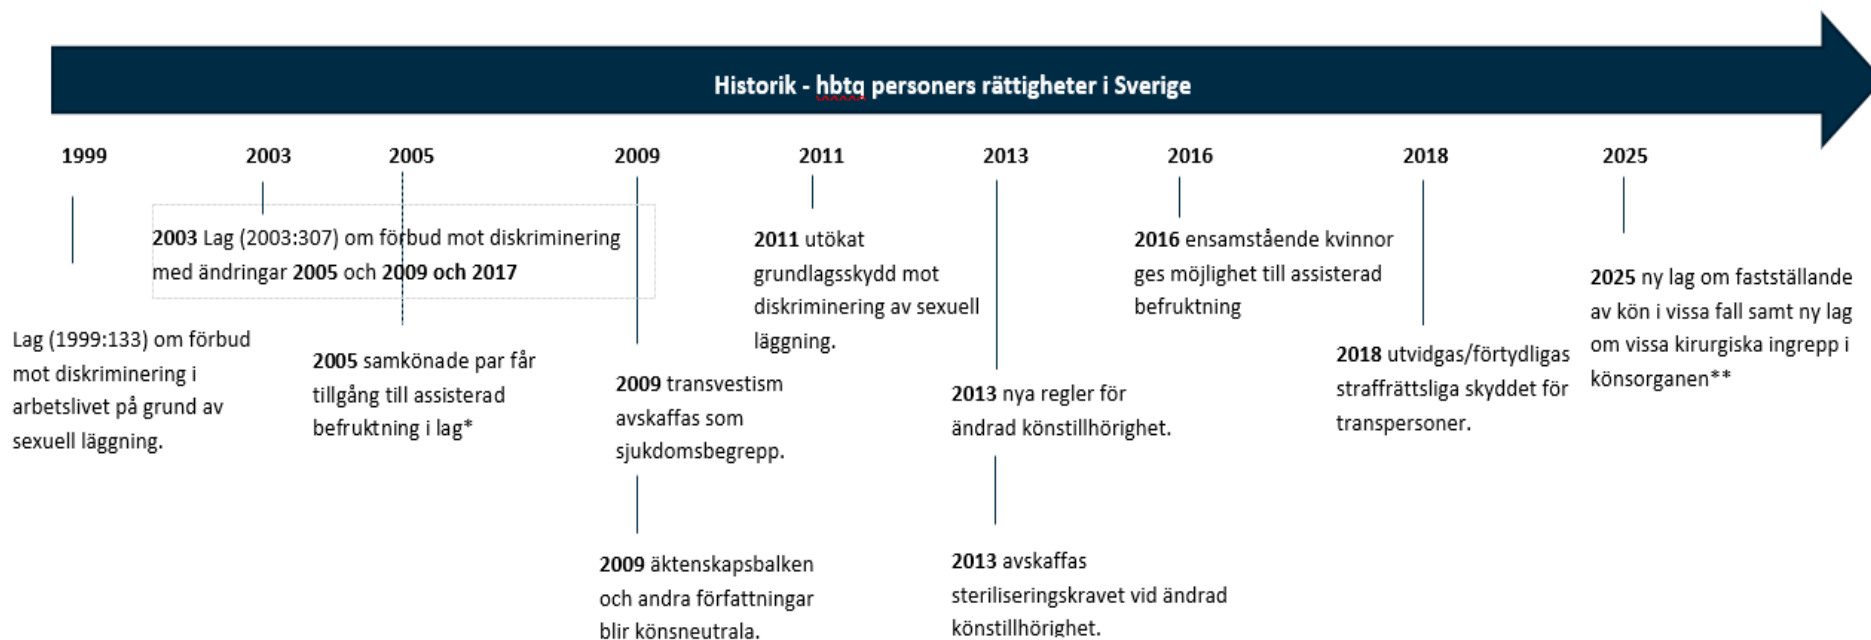 Historik - hbtq personers rättigheter i Sverige
1999
2003
2005
2009
2011
2013
2016
2018
2025
Lag (1999:133) om förbud
mot diskriminering i
arbetslivet på grund av
sexuell läggning.
2003 Lag (2003:307) om förbud mot diskriminering
med ändringar 2005 och 2009 och 2017
2005 samkönade par får
tillgång till assisterad
befruktning i lag*
2009 transvestism
avskaffas som
sjukdomsbegrepp.
2009 äktenskapsbalken
och andra författningar
blir könsneutrala.
2011 utökat
grundlagsskydd mot
diskriminering av sexuell
läggning.
2013 nya regler för
ändrad könstillhörighet.
2013 avskaffas
steriliseringskravet vid ändrad
könstillhörighet.
2016 ensamstående kvinnor
ges möjlighet till assisterad
befruktning
2018 utvidgas/förtydligas
straffrättsliga skyddet för
transpersoner.
2025 ny lag om fastställande
av kön i vissa fall samt ny lag
om vissa kirurgiska ingrepp i
könsorganen**